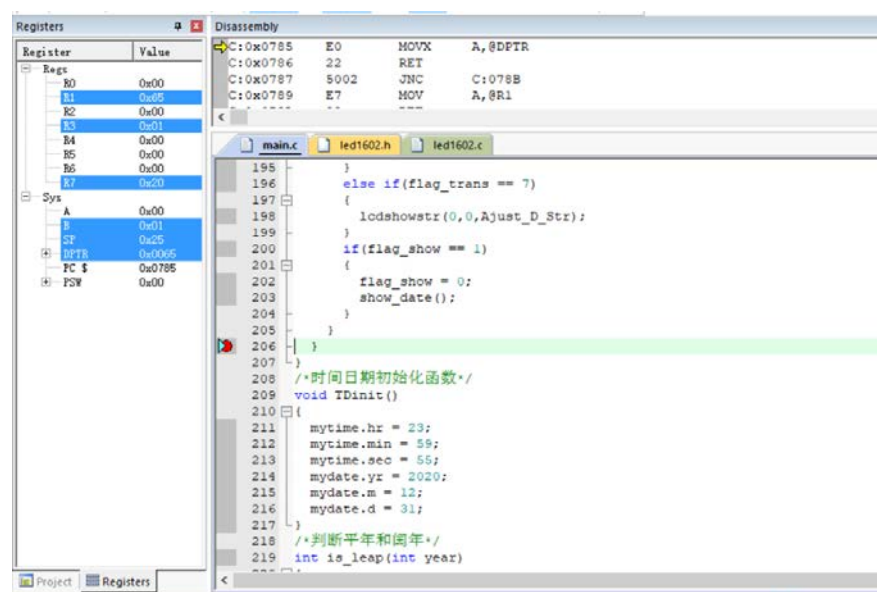 Registers
Register Value
Regs
R0 0x00
R1 0x65
R2 0x00
R3 0x01
R4 0x00
R5 0x00
R6 0x00
R7 0x20
Sys
A 0x00
B 0x01
SP 0x25
DPTR 0x0065
PC $ 0x0785
PSW 0x00
Project Registers
Disassembly
C:0x0785 E0 MOVX A,@DPTR
C:0x0786 22 RET
C:0x0787 5002 JNC C:078B
C:0x0789 E7 MOV A,@R1
main.c led1602.h led1602.c
195 }
196 else if(flag_trans == 7)
197 {
198 lcdshowstr(0,0,Ajust_D_Str);
199 }
200 if(flag_show == 1)
201 {
202 flag_show = 0;
203 show_date();
204 }
205 }
206 }
207 }
208 /*时间日期初始化函数*/
209 void TDinit()
210 {
211 mytime.hr = 23;
212 mytime.min = 59;
213 mytime.sec = 55;
214 mydate.yr = 2020;
215 mydate.m = 12;
216 mydate.d = 31;
217 }
218 /*判断平年和闰年*/
219 int is_leap(int year)